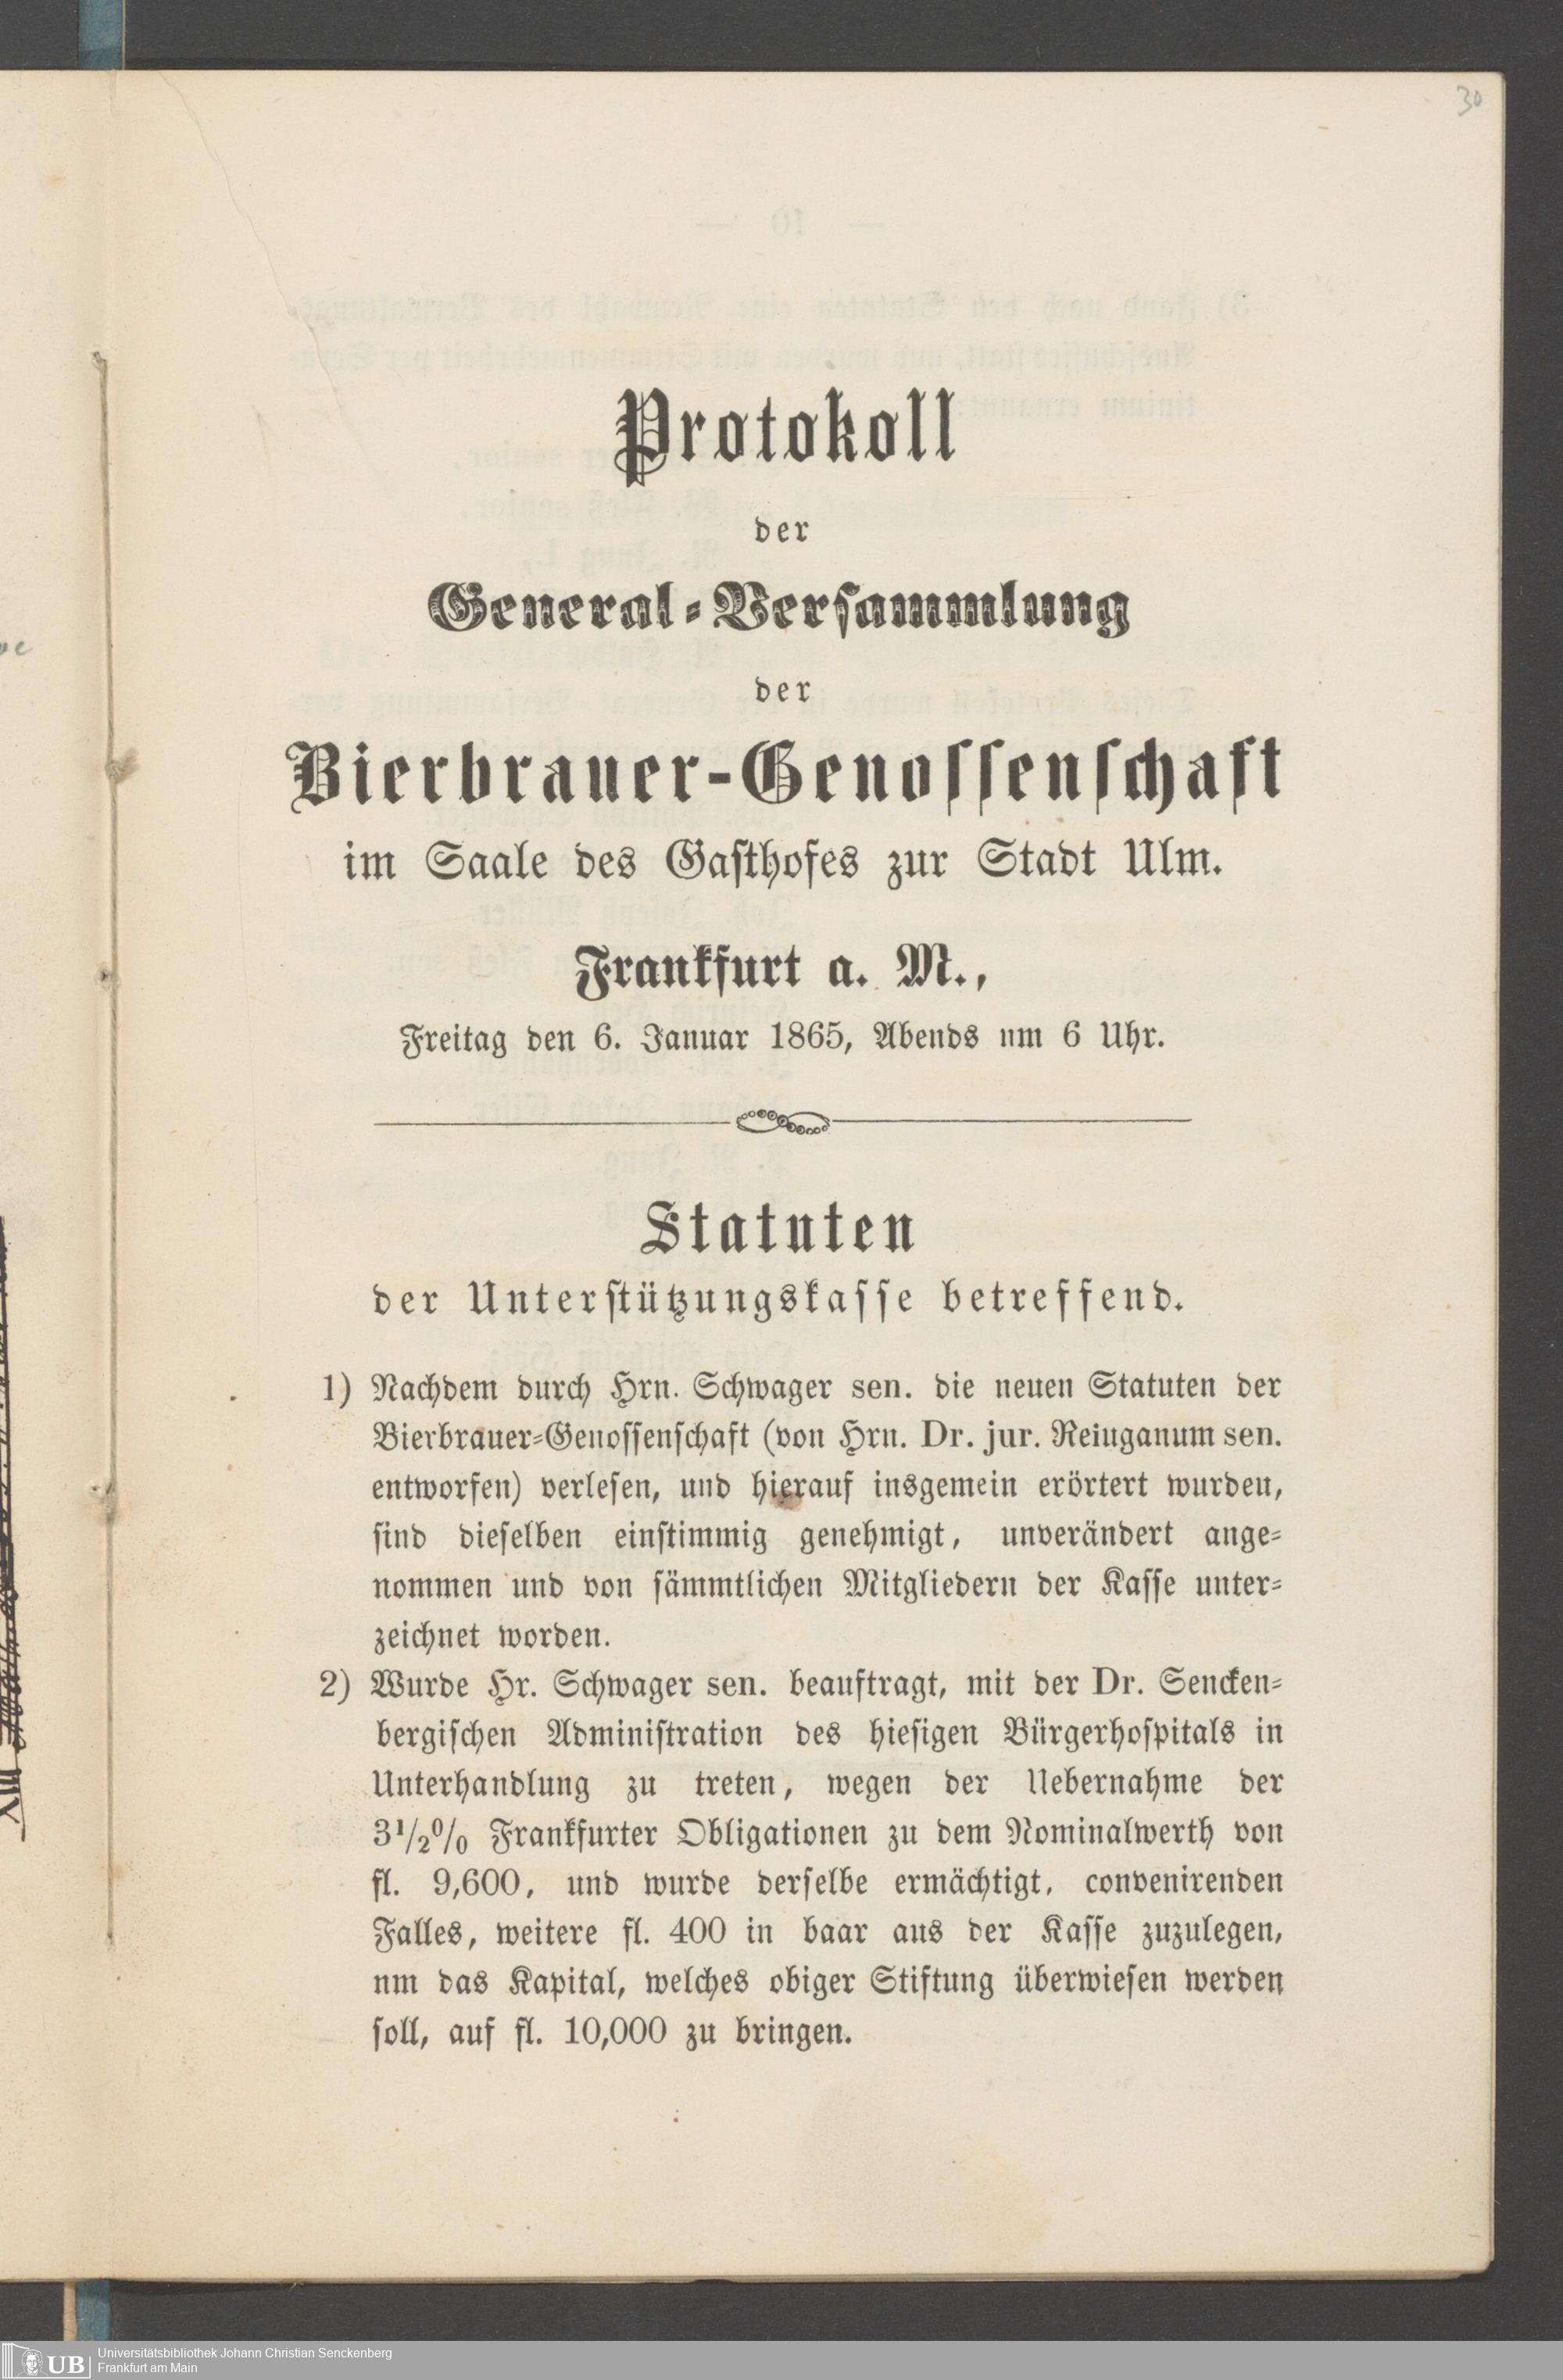 30
Protokoll
der
General-Versammlung
der
Bierbrauer-Genossenschaft
im Saale des Gasthofes zur Stadt Ulm.
Frankfurt a. M.,
Freitag den 6. Januar 1865, Abends um 6 Uhr.
Statuten
der Unterstützungskasse betreffend.
1) Nachdem durch Hrn. Schwager sen. die neuen Statuten der
Bierbrauer-Genossenschaft (von Hrn. Dr. jur. Reinganum sen.
entworfen) verlesen, und hierauf insgemein erörtert wurden,
sind dieselben einstimmig genehmigt, unverändert ange-
nommen und von sämmtlichen Mitgliedern der Kasse unter-
zeichnet worden.
2) Wurde Hr. Schwager sen. beauftragt, mit der Dr. Sencken-
bergischen Administration des hiesigen Bürgerhospitals in
Unterhandlung zu treten, wegen der Uebernahme der
3½% Frankfurter Obligationen zu dem Nominalwerth von
fl. 9,600, und wurde derselbe ermächtigt, convenirenden
Falles, weitere fl. 400 in baar aus der Kasse zuzulegen,
um das Kapital, welches obiger Stiftung überwiesen werden
soll, auf fl. 10,000 zu bringen.
UB
Universitätsbibliothek Johann Christian Senckenberg
Frankfurt am Main